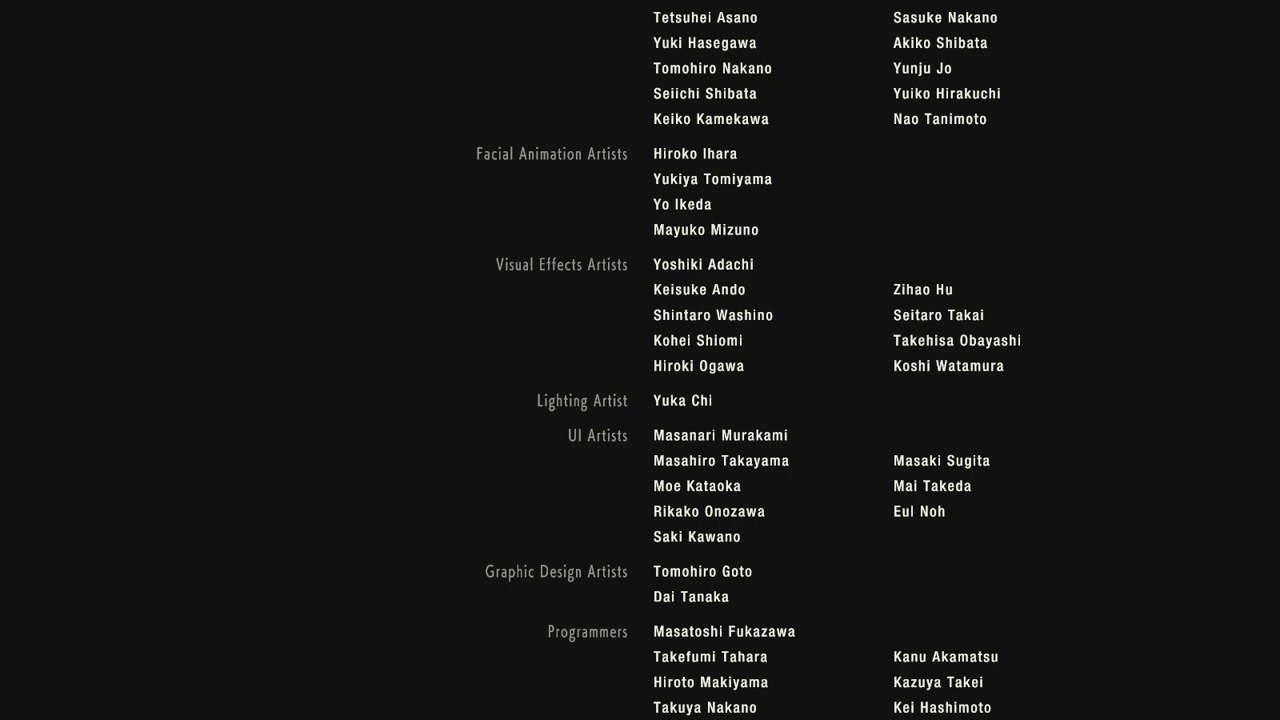 Tetsuhei Asano Sasuke Nakano
Yuki Hasegawa Akiko Shibata
Tomohiro Nakano Yunju Jo
Seiichi Shibata Yuiko Hirakuchi
Keiko Kamekawa Nao Tanimoto
Facial Animation Artists Hiroko Ihara
Yukiya Tomiyama
Yo Ikeda
Mayuko Mizuno
Visual Effects Artists Yoshiki Adachi
Keisuke Ando Zihao Hu
Shintaro Washino Seitaro Takai
Kohei Shiomi Takehisa Obayashi
Hiroki Ogawa Koshi Watamura
Lighting Artist Yuka Chi
UI Artists Masanari Murakami
Masahiro Takayama Masaki Sugita
Moe Kataoka Mai Takeda
Rikako Onozawa Eul Noh
Saki Kawano
Graphic Design Artists Tomohiro Goto
Dai Tanaka
Programmers Masatoshi Fukazawa
Takefumi Tahara Kanu Akamatsu
Hiroto Makiyama Kazuya Takei
Takuya Nakano Kei Hashimoto